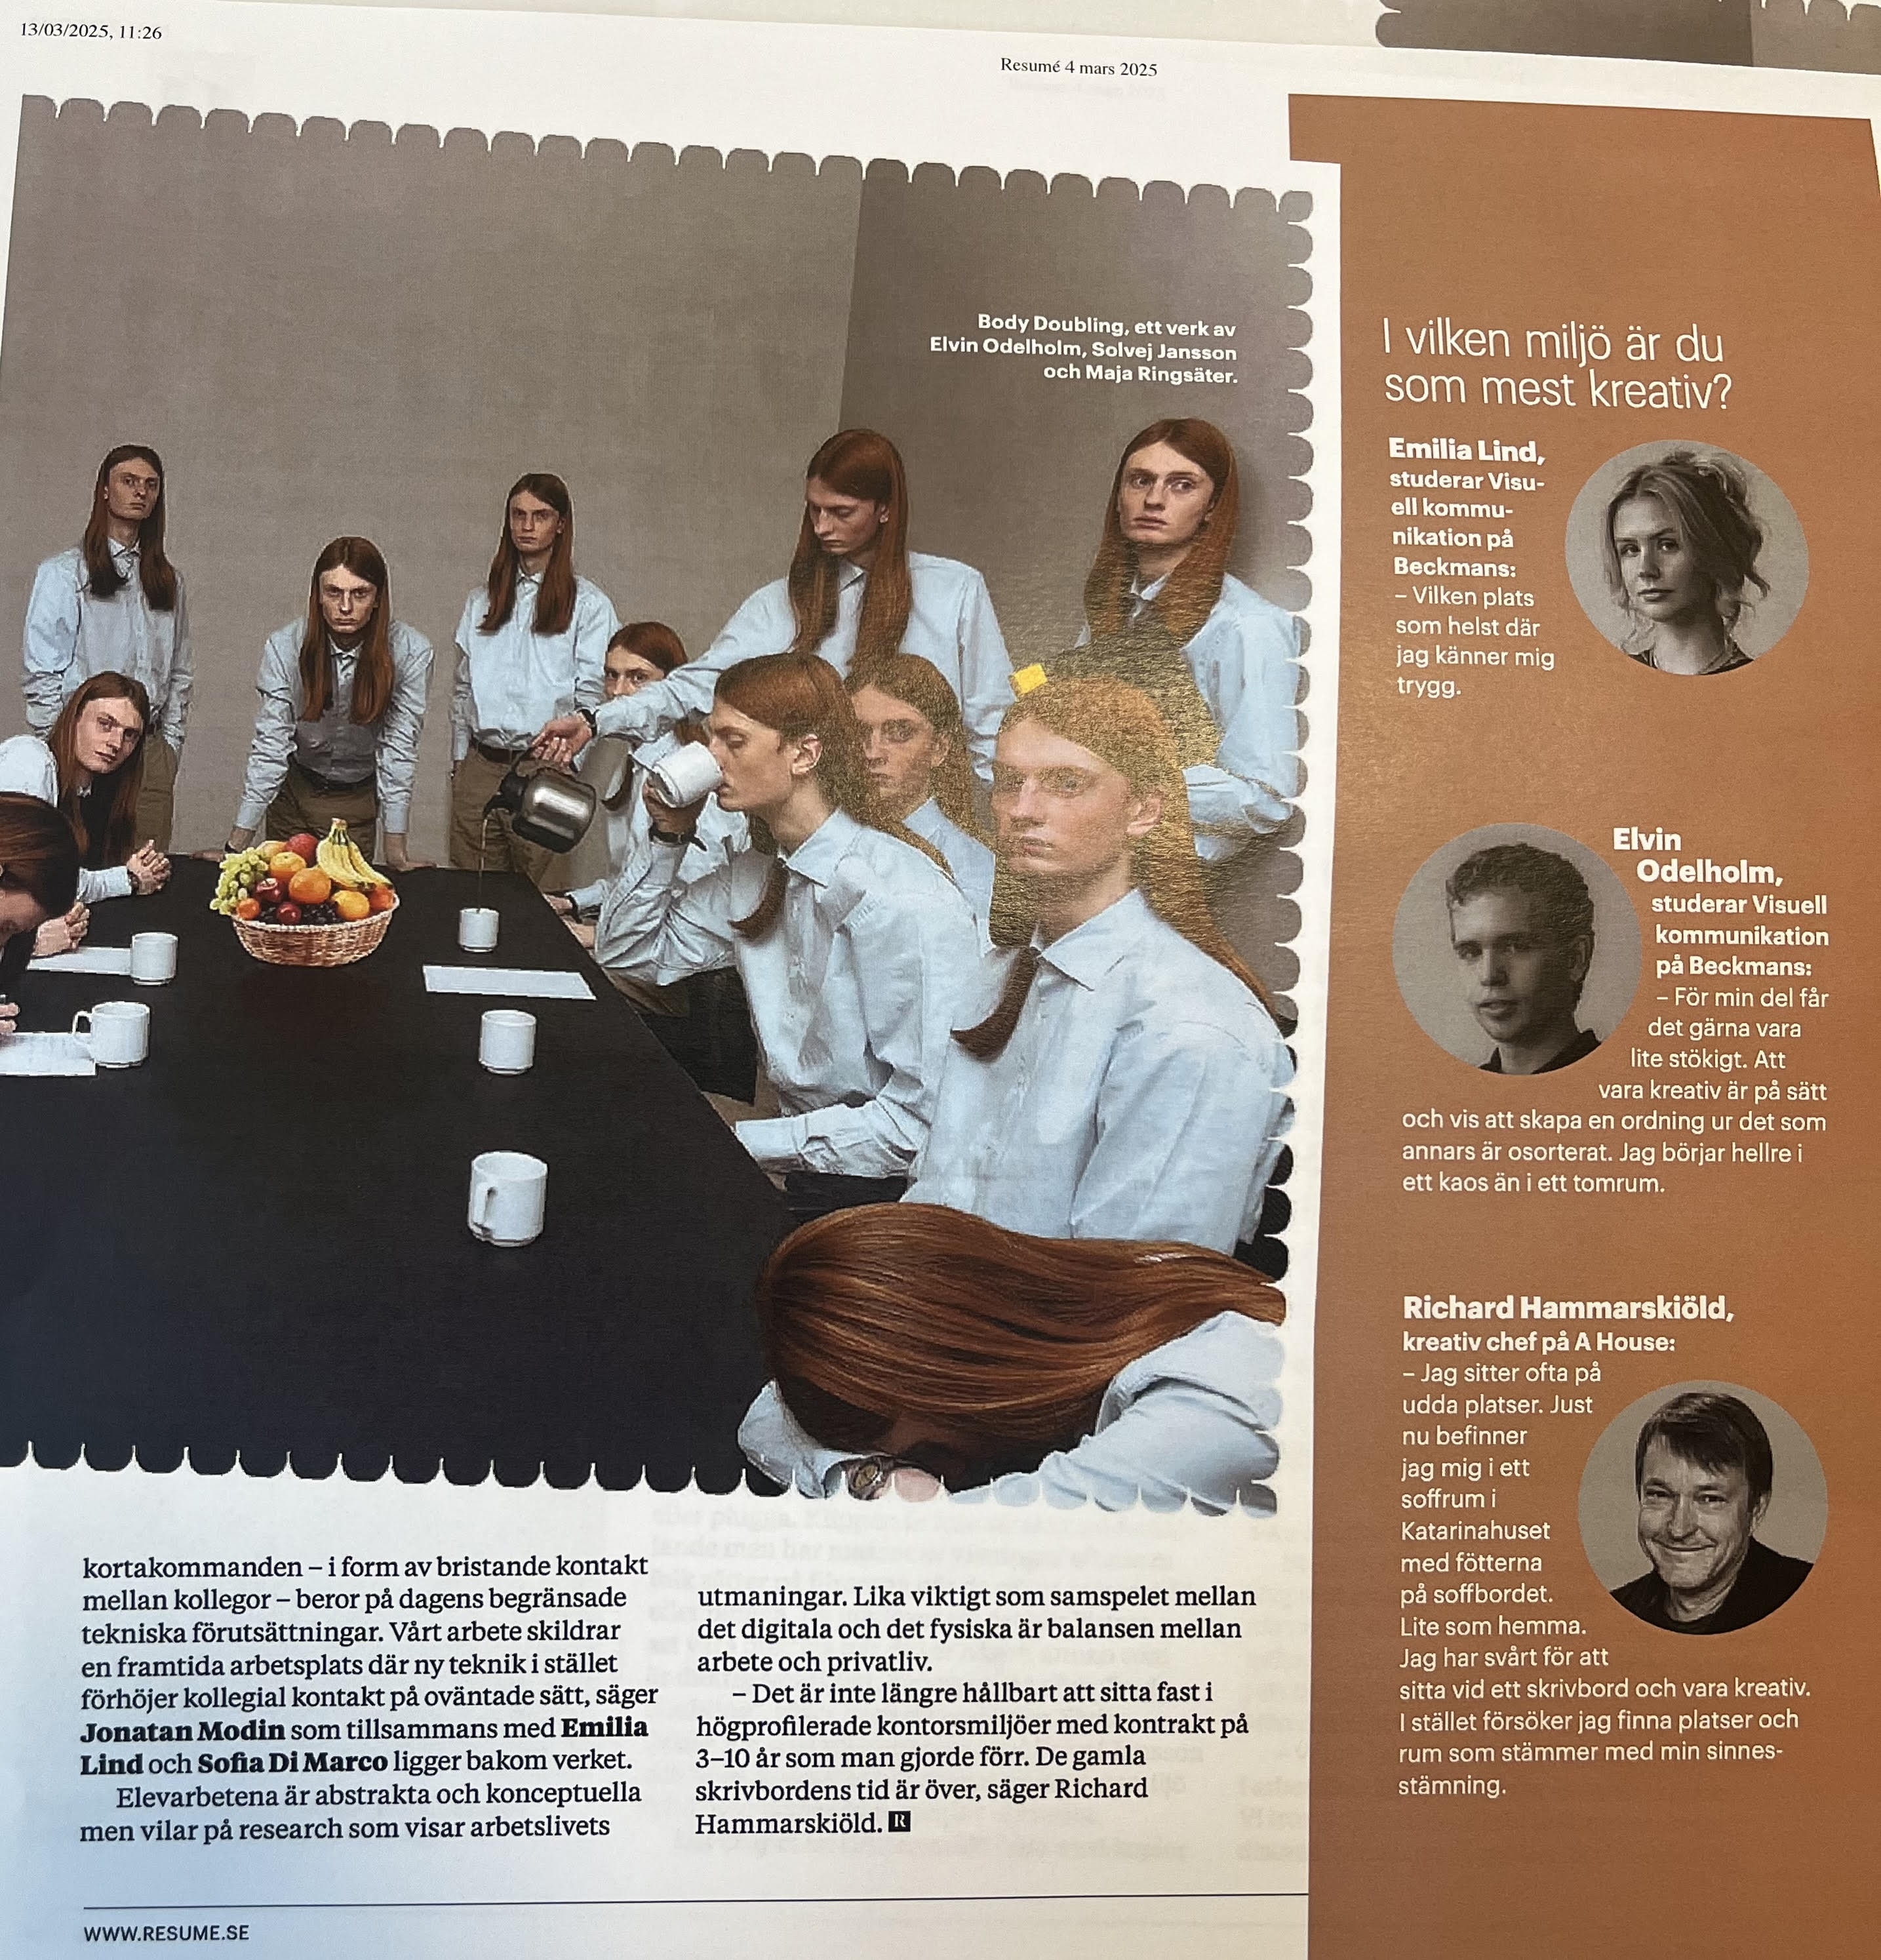 13/03/2025, 11:26
Resumé 4 mars 2025
Body Doubling, ett verk av
Elvin Odelholm, Solvej Jansson
och Maja Ringsäter.
kortakommanden – i form av bristande kontakt
mellan kollegor – beror på dagens begränsade
tekniska förutsättningar. Vårt arbete skildrar
en framtida arbetsplats där ny teknik i stället
förhöjer kollegial kontakt på oväntade sätt, säger
Jonatan Modin som tillsammans med Emilia
Lind och Sofia Di Marco ligger bakom verket.
Elevarbetena är abstrakta och konceptuella
men vilar på research som visar arbetslivets
utmaningar. Lika viktigt som samspelet mellan
det digitala och det fysiska är balansen mellan
arbete och privatliv.
– Det är inte längre hållbart att sitta fast i
högprofilerade kontorsmiljöer med kontrakt på
3–10 år som man gjorde förr. De gamla
skrivbordens tid är över, säger Richard
Hammarskiöld. R
I vilken miljö är du
som mest kreativ?
Emilia Lind,
studerar Visu-
ell kommu-
nikation på
Beckmans:
– Vilken plats
som helst där
jag känner mig
trygg.
Elvin
Odelholm,
studerar Visuell
kommunikation
på Beckmans:
– För min del får
det gärna vara
lite stökigt. Att
vara kreativ är på sätt
och vis att skapa en ordning ur det som
annars är osorterat. Jag börjar hellre i
ett kaos än i ett tomrum.
Richard Hammarskiöld,
kreativ chef på A House:
– Jag sitter ofta på
udda platser. Just
nu befinner
jag mig i ett
soffrum i
Katarinahuset
med fötterna
på soffbordet.
Lite som hemma.
Jag har svårt för att
sitta vid ett skrivbord och vara kreativ.
I stället försöker jag finna platser och
rum som stämmer med min sinnes-
stämning.
WWW.RESUME.SE